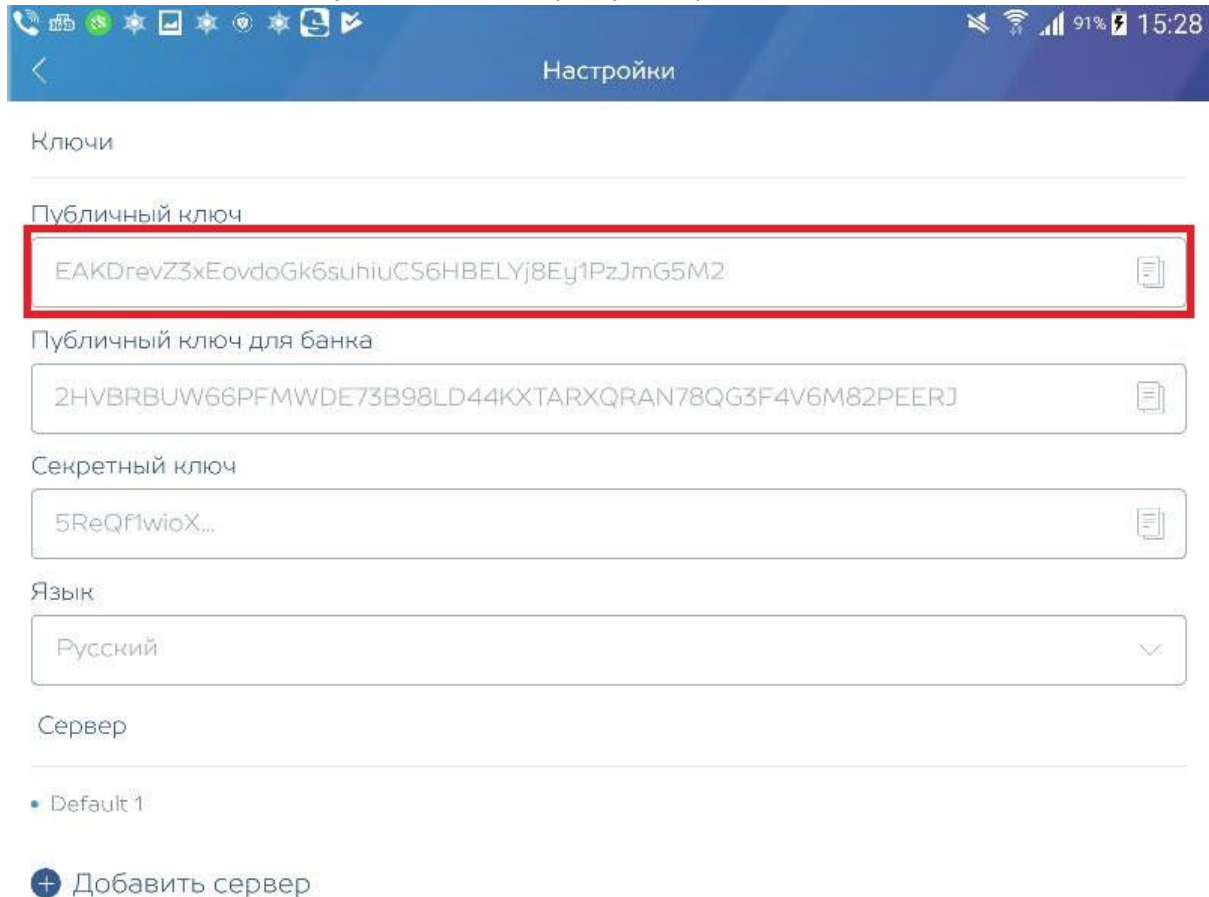 91% 15:28
Настройки
Ключи
Публичный ключ
EAKDrevZ3xEovdoGk6suhiuCS6HBELYj8Ey1PzJmG5M2
Публичный ключ для банка
2HVBRBUW66PFMWDE73B98LD44KXTARXQRAN78QG3F4V6M82PEERJ
Секретный ключ
5ReQf1wioX...
Язык
Русский
Сервер
• Default 1
Добавить сервер